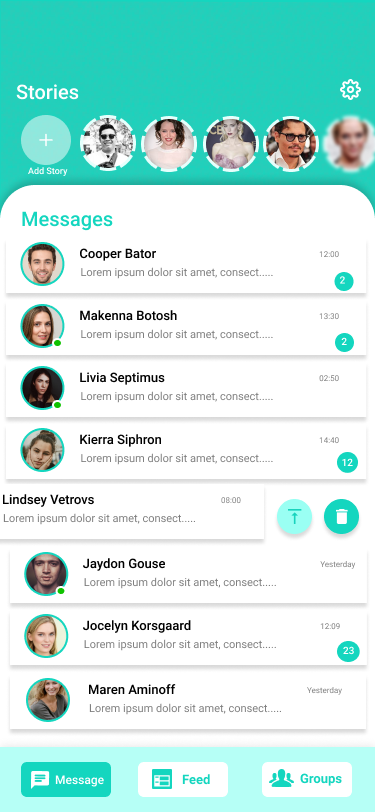 Stories
Add Story
Messages
Cooper Bator 12:00
Lorem ipsum dolor sit amet, consect..... 2
Makenna Botosh 13:30
Lorem ipsum dolor sit amet, consect..... 2
Livia Septimus 02:50
Lorem ipsum dolor sit amet, consect.....
Kierra Siphron 14:40
Lorem ipsum dolor sit amet, consect..... 12
Lindsey Vetrovs 08:00
Lorem ipsum dolor sit amet, consect.....
Jaydon Gouse Yesterday
Lorem ipsum dolor sit amet, consect.....
Jocelyn Korsgaard 12:09
Lorem ipsum dolor sit amet, consect..... 23
Maren Aminoff Yesterday
Lorem ipsum dolor sit amet, consect.....
Message Feed Groups